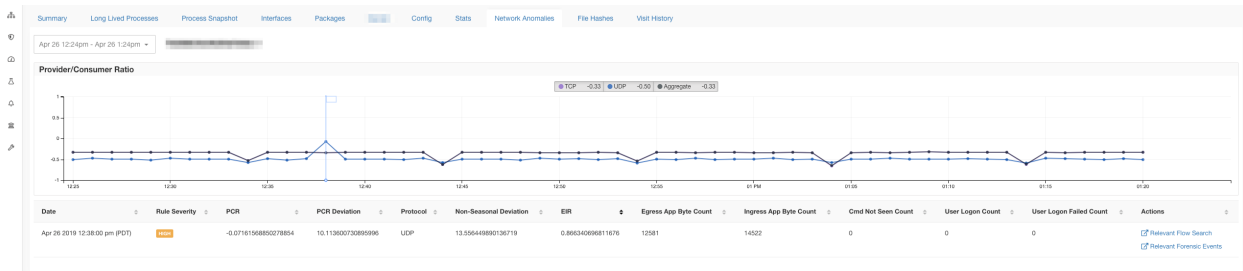 Summary Long Lived Processes Process Snapshot Interfaces Packages Config Stats Network Anomalies File Hashes Visit History
Apr 26 12:24pm - Apr 26 1:24pm
Provider/Consumer Ratio
TCP -0.33 UDP -0.50 Aggregate -0.33
1
0.5
0
-0.5
-1
12:25 12:30 12:35 12:40 12:45 12:50 12:55 01 PM 01:05 01:10 01:15 01:20
Date Rule Severity PCR PCR Deviation Protocol Non-Seasonal Deviation EIR Egress App Byte Count Ingress App Byte Count Cmd Not Seen Count User Logon Count User Logon Failed Count Actions
Apr 26 2019 12:38:00 pm (PDT) HIGH -0.07161568850278854 10.113600730895996 UDP 13.556449890136719 0.866340696811676 12581 14522 0 0 0 Relevant Flow Search
Relevant Forensic Events